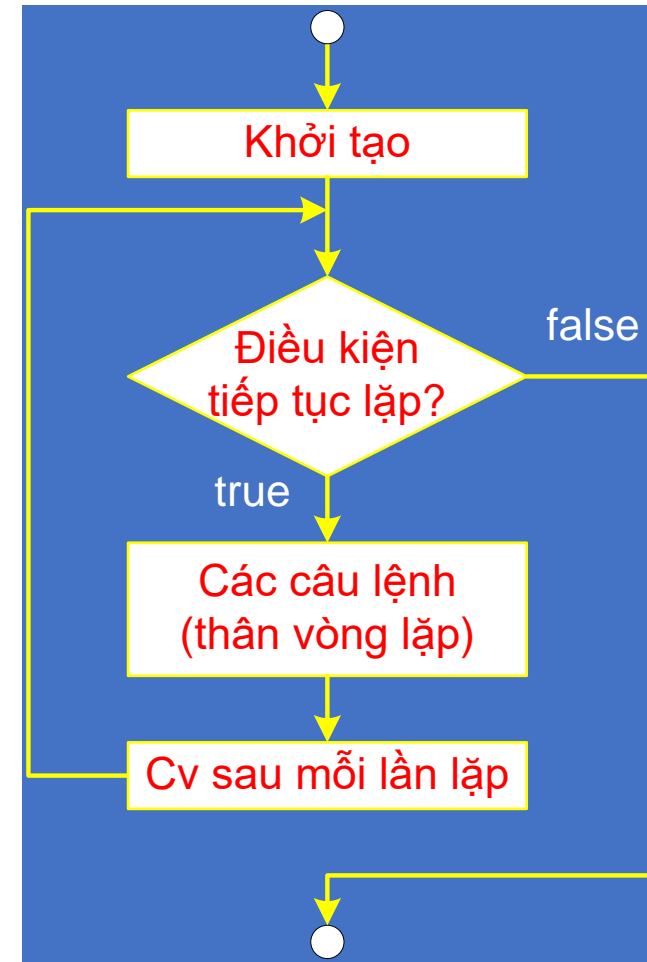 Khởi tạo
Điều kiện
tiếp tục lặp?
false
true
Các câu lệnh
(thân vòng lặp)
Cv sau mỗi lần lặp